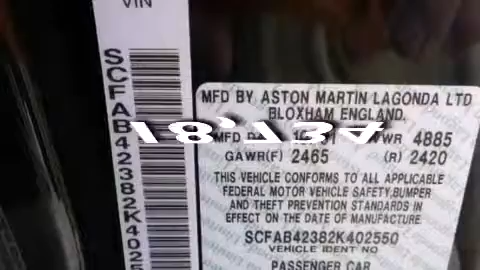 VIN
SCFAB42382K4025
MFD BY ASTON MARTIN LAGONDA LTD
BLOXHAM ENGLAND.
18,734
MFD 4885
GAWR(F) 2465 (R) 2420
THIS VEHICLE CONFORMS TO ALL APPLICABLE
FEDERAL MOTOR VEHICLE SAFETY,BUMPER
AND THEFT PREVENTION STANDARDS IN
EFFECT ON THE DATE OF MANUFACTURE
SCFAB42382K402550
VEHICLE IDENT NO
PASSENGER CAR